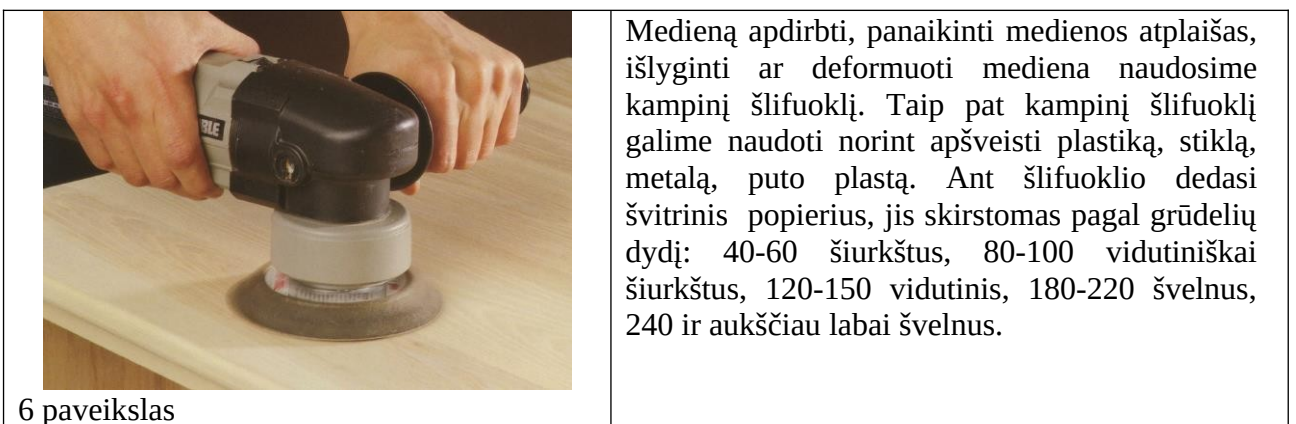 BLE
6 paveikslas
Medieną apdirbti, panaikinti medienos atplaišas,
išlyginti ar deformuoti mediena naudosime
kampinį šlifuoklį. Taip pat kampinį šlifuoklį
galime naudoti norint apšveisti plastiką, stiklą,
metalą, puto plastą. Ant šlifuoklio dedasi
švitrinis popierius, jis skirstomas pagal grūdelių
dydį: 40-60 šiurkštus, 80-100 vidutiniškai
šiurkštus, 120-150 vidutinis, 180-220 švelnus,
240 ir aukščiau labai švelnus.